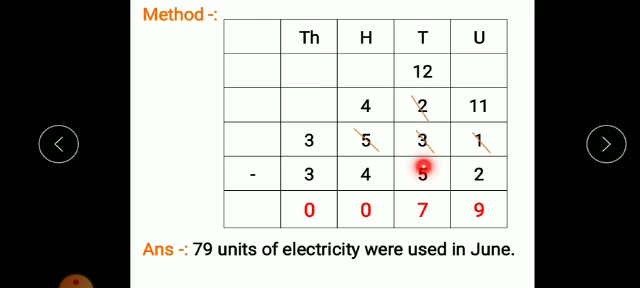 Method -:
Th H T U
12
4 2 11
3 5 3 1
- 3 4 5 2
0 0 7 9
Ans -: 79 units of electricity were used in June.